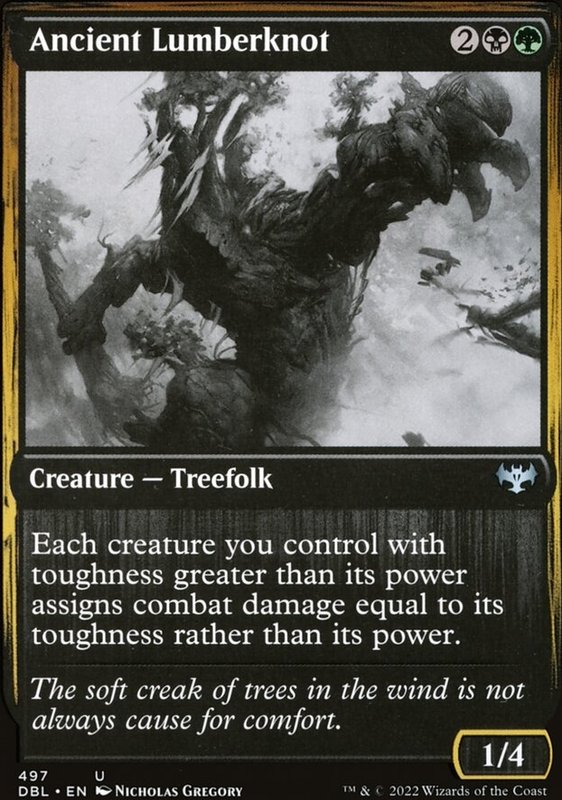 Ancient Lumberknot 2
Creature — Treefolk
Each creature you control with
toughness greater than its power
assigns combat damage equal to its
toughness rather than its power.
The soft creak of trees in the wind is not
always cause for comfort.
1/4
497 U
DBL • EN Nicholas Gregory
™ & © 2022 Wizards of the Coast